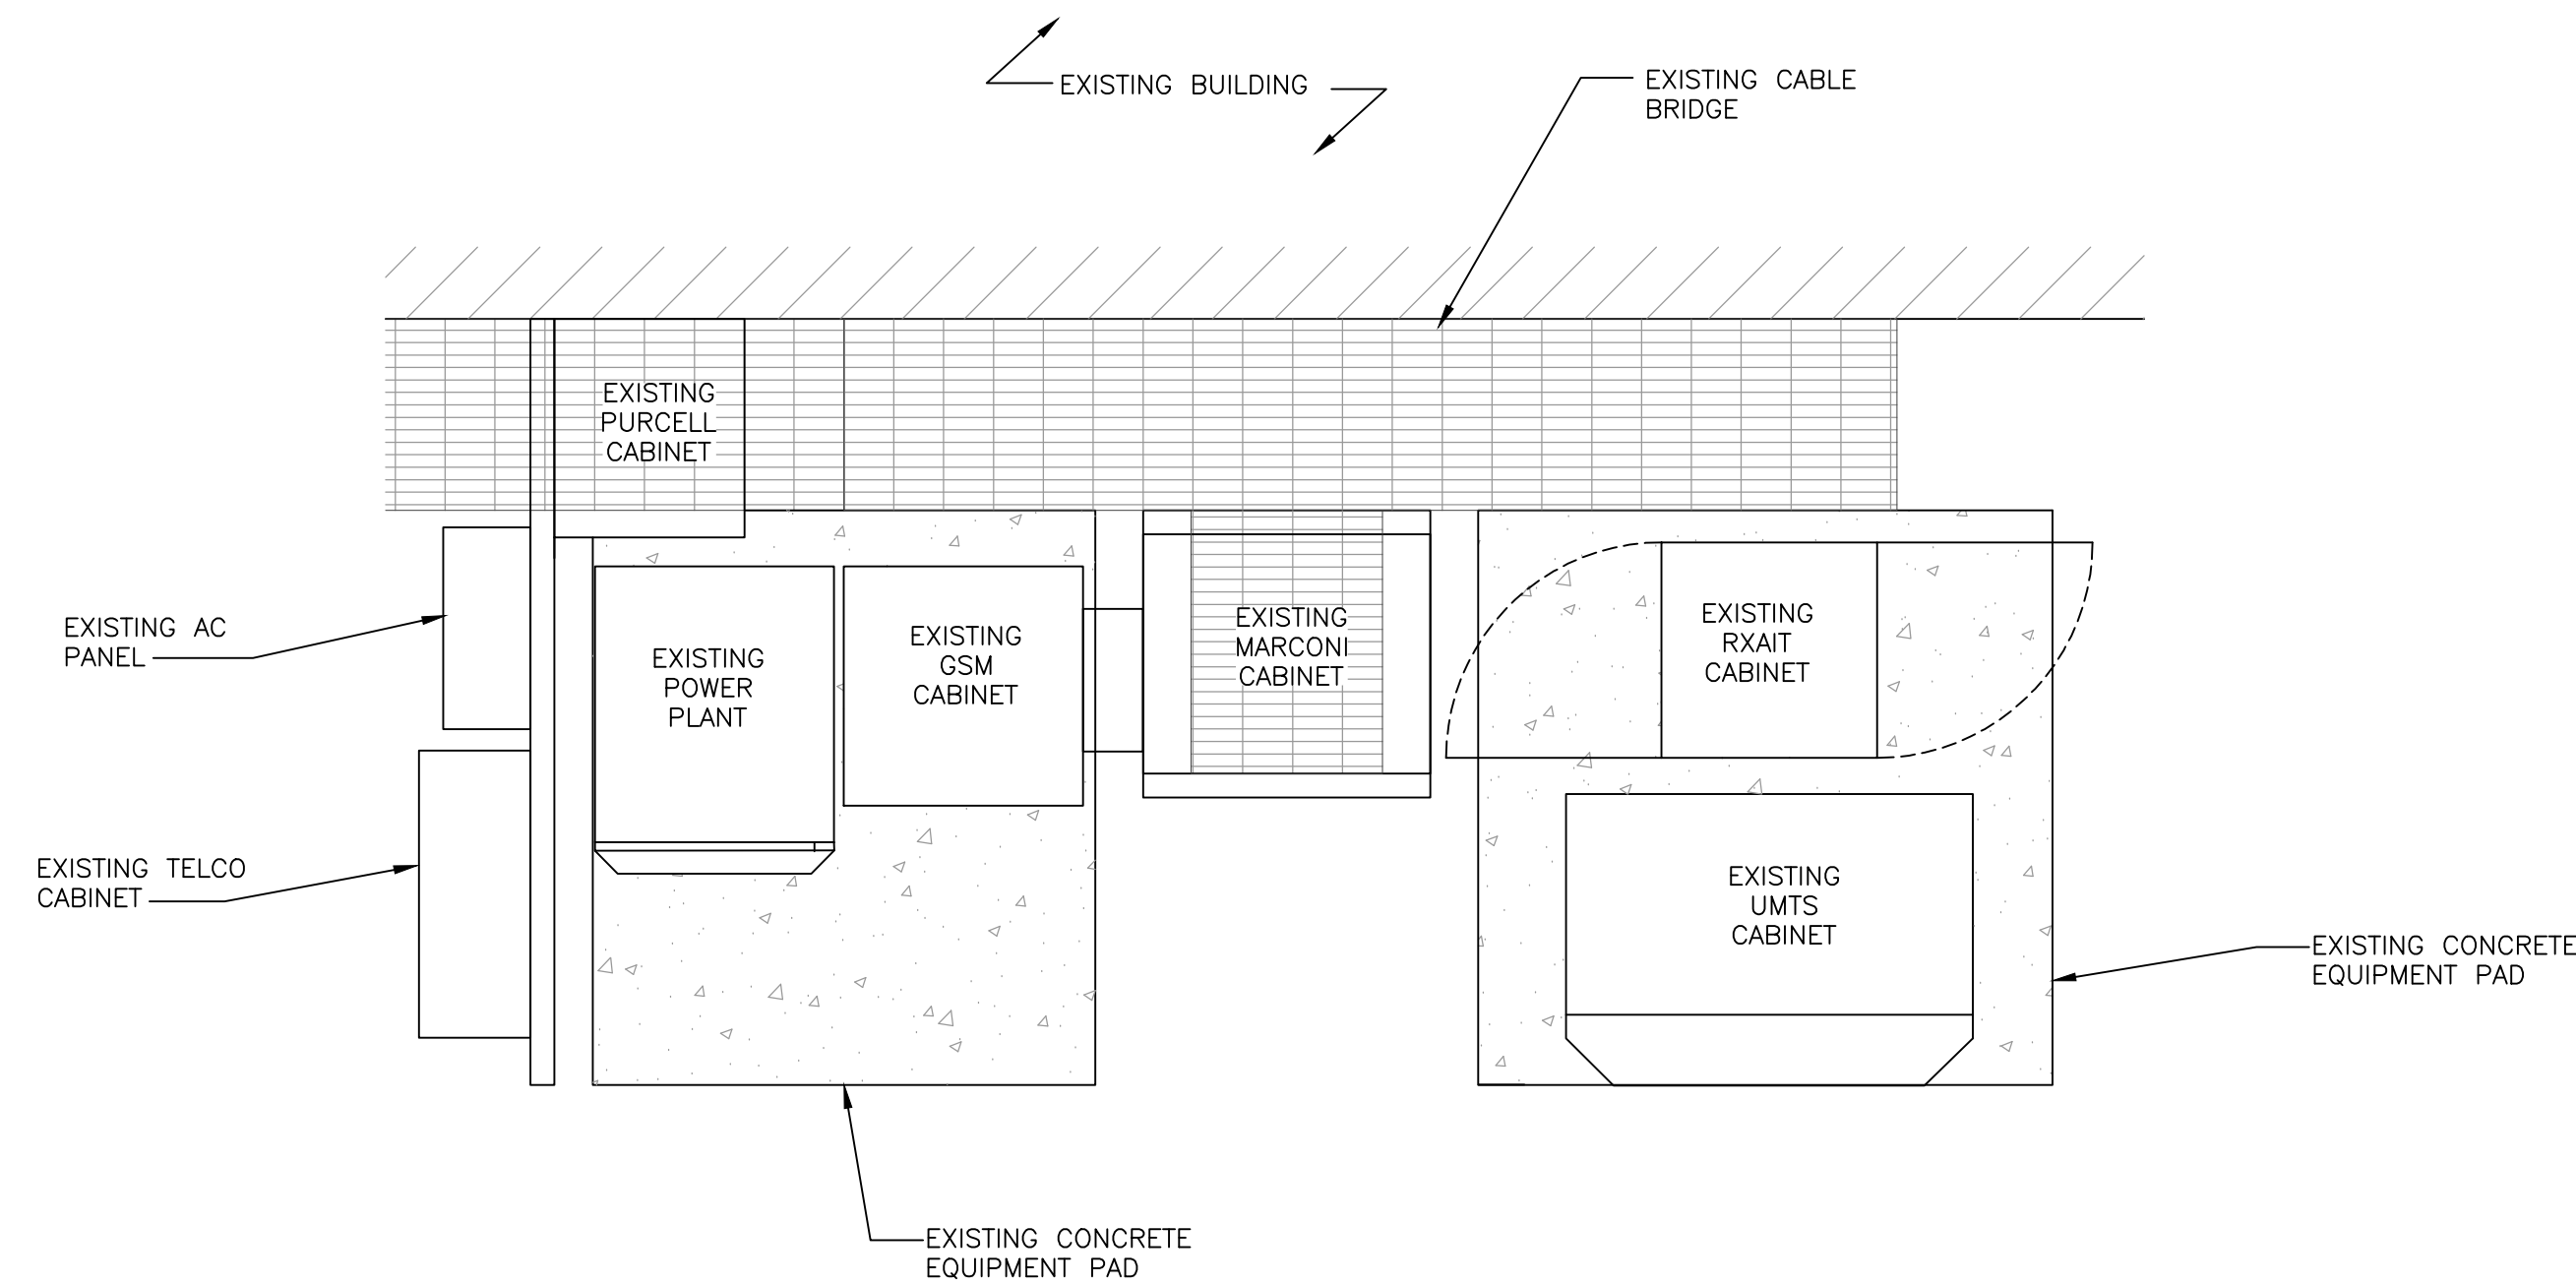 EXISTING BUILDING
EXISTING CABLE
BRIDGE
EXISTING
PURCELL
CABINET
EXISTING AC
PANEL
EXISTING
POWER
PLANT
EXISTING
GSM
CABINET
EXISTING
MARCONI
CABINET
EXISTING
RXAIT
CABINET
EXISTING TELCO
CABINET
EXISTING
UMTS
CABINET
EXISTING CONCRETE
EQUIPMENT PAD
EXISTING CONCRETE
EQUIPMENT PAD